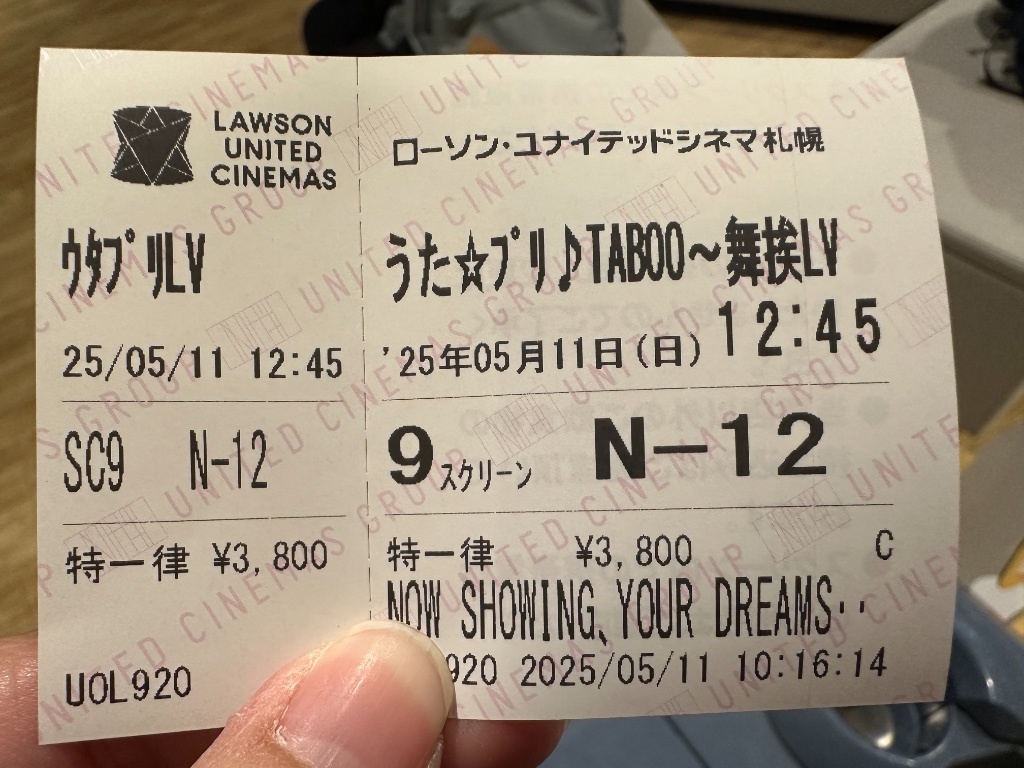 LAWSON
UNITED
CINEMAS
ウタプリLV
25/05/11 12:45
SC9 N-12
特一律 ¥3,800
UOL920
ローソン・ユナイテッドシネマ札幌
うた☆プリ♪TABOO～舞挨LV
'25年05月11日(日) 12:45
9スクリーン N-12
特一律 ¥3,800 C
NOW SHOWING、YOUR DREAMS‥
920 2025/05/11 10:16:14
UNITED CINEMAS GROUP